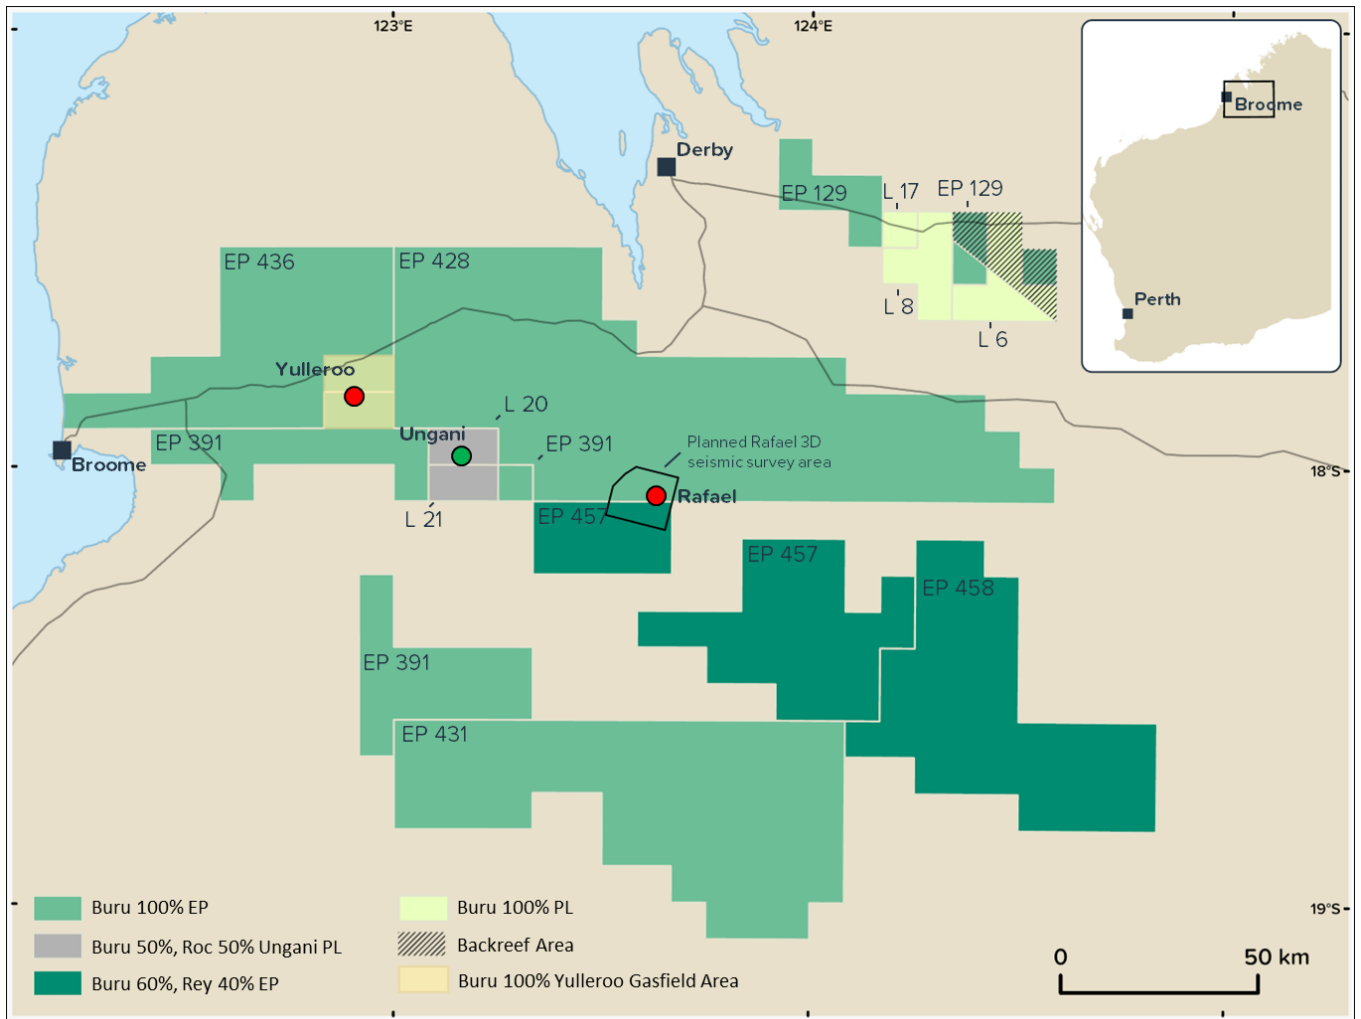 123°E
124°E
Broome
Perth
Derby
EP 129
L 17
EP 129
L 8
L 6
EP 436
EP 428
Yulleroo
L 20
Ungani
EP 391
EP 391
Planned Rafael 3D
seismic survey area
Broome
18°S
Rafael
L 21
EP 457
EP 457
EP 458
EP 391
EP 431
19°S
Buru 100% EP
Buru 50%, Roc 50% Ungani PL
Buru 60%, Rey 40% EP
Buru 100% PL
Backreef Area
Buru 100% Yulleroo Gasfield Area
0
50 km